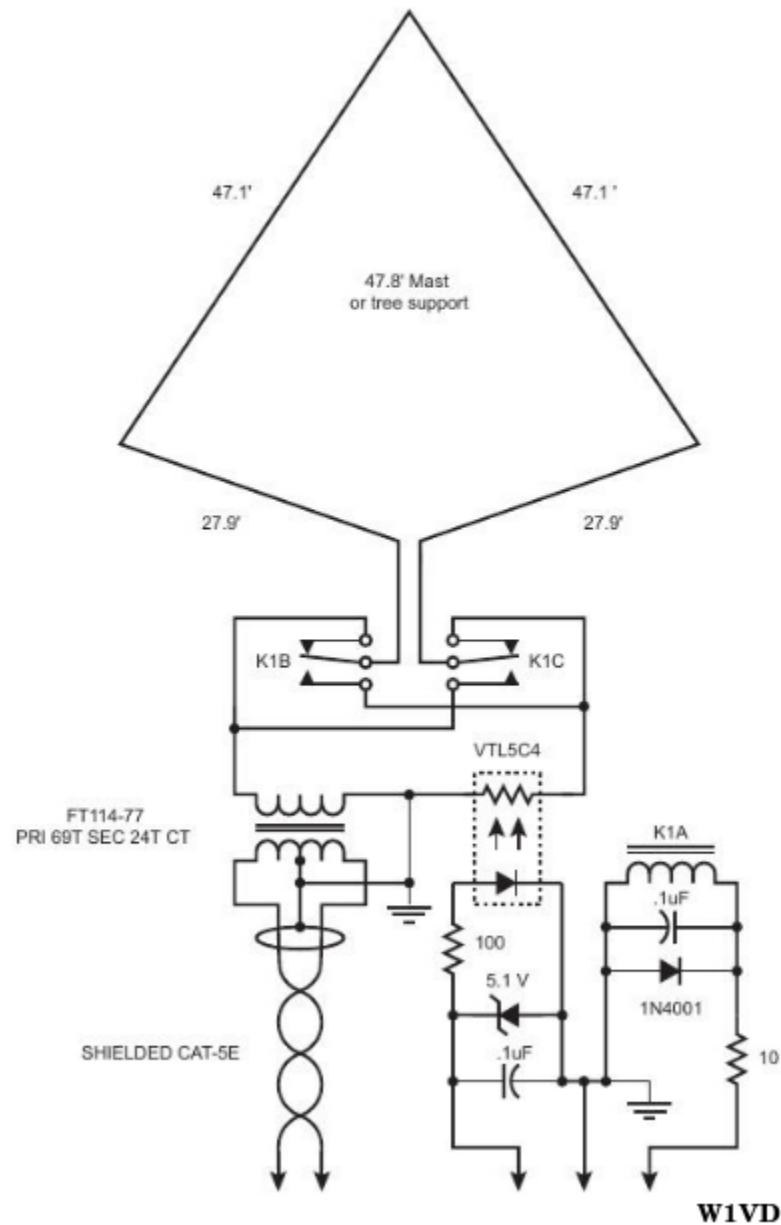 47.1'
47.1 '
47.8' Mast
or tree support
27.9'
27.9'
K1B
K1C
VTL5C4
FT114-77
PRI 69T SEC 24T CT
K1A
.1uF
100
5.1 V
1N4001
SHIELDED CAT-5E
.1uF
10
W1VD